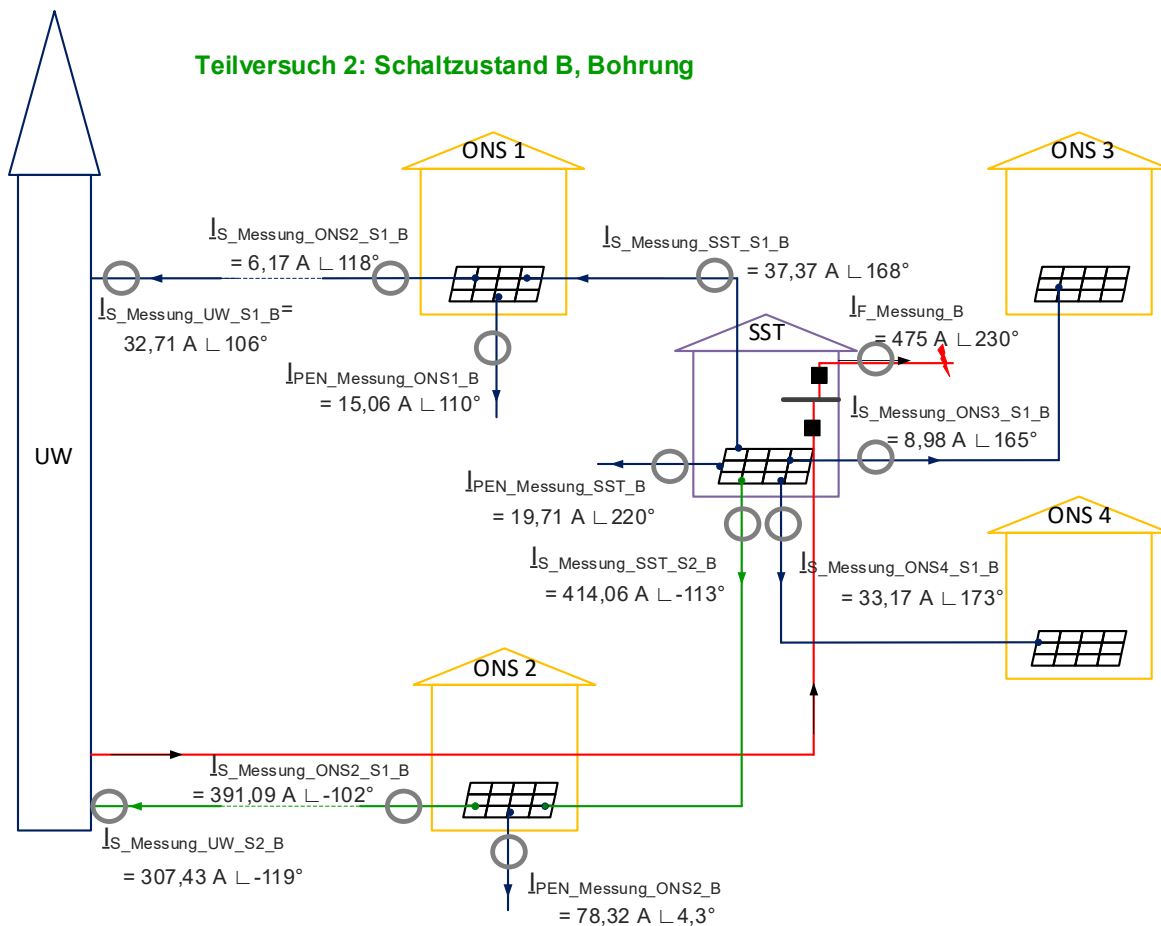 Teilversuch 2: Schaltzustand B, Bohrung
ONS 1
ONS 3
I_S_Messung_ONS2_S1_B
= 6,17 A ∟118°
I_S_Messung_SST_S1_B
= 37,37 A ∟168°
I_S_Messung_UW_S1_B=
32,71 A ∟106°
I_F_Messung_B
= 475 A ∟230°
SST
I_PEN_Messung_ONS1_B
= 15,06 A ∟110°
I_S_Messung_ONS3_S1_B
= 8,98 A ∟165°
UW
I_PEN_Messung_SST_B
= 19,71 A ∟220°
ONS 4
I_S_Messung_SST_S2_B
= 414,06 A ∟-113°
I_S_Messung_ONS4_S1_B
= 33,17 A ∟173°
ONS 2
I_S_Messung_ONS2_S1_B
= 391,09 A ∟-102°
I_S_Messung_UW_S2_B
= 307,43 A ∟-119°
I_PEN_Messung_ONS2_B
= 78,32 A ∟4,3°